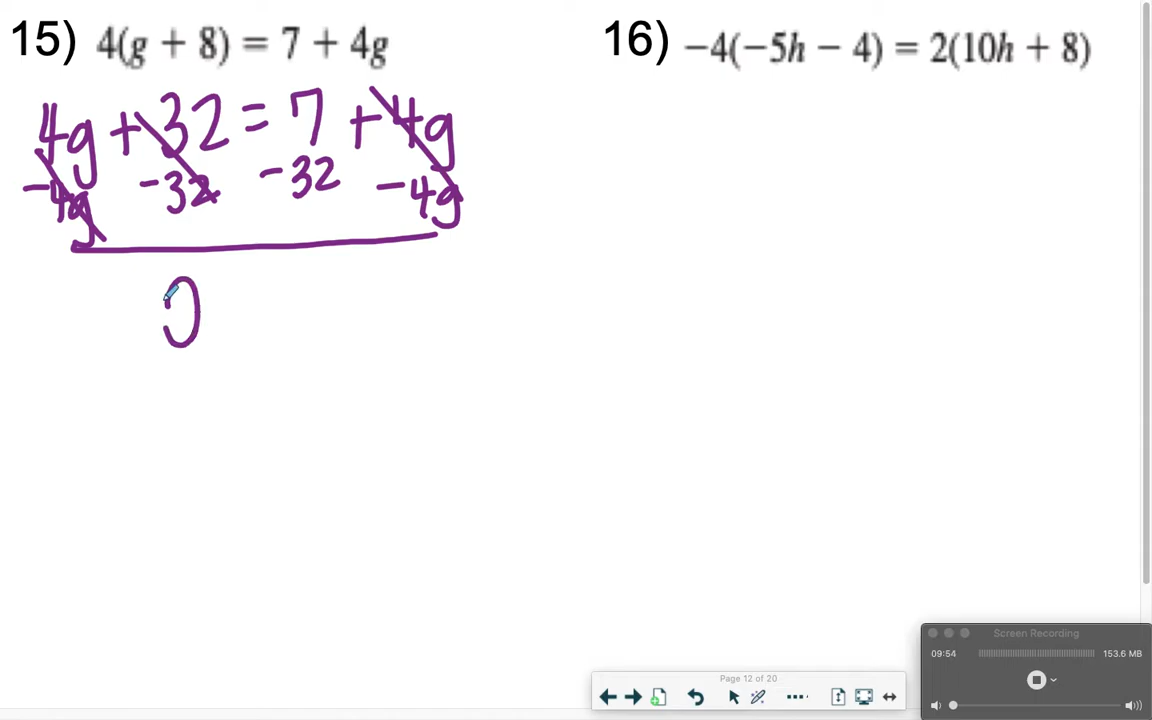 15) 4(g + 8) = 7 + 4g
4g + 32 = 7 + 4g
-4g -32 -32 -4g
0
16) −4(−5h − 4) = 2(10h + 8)
Page 12 of 20
Screen Recording
09:54 153.6 MB